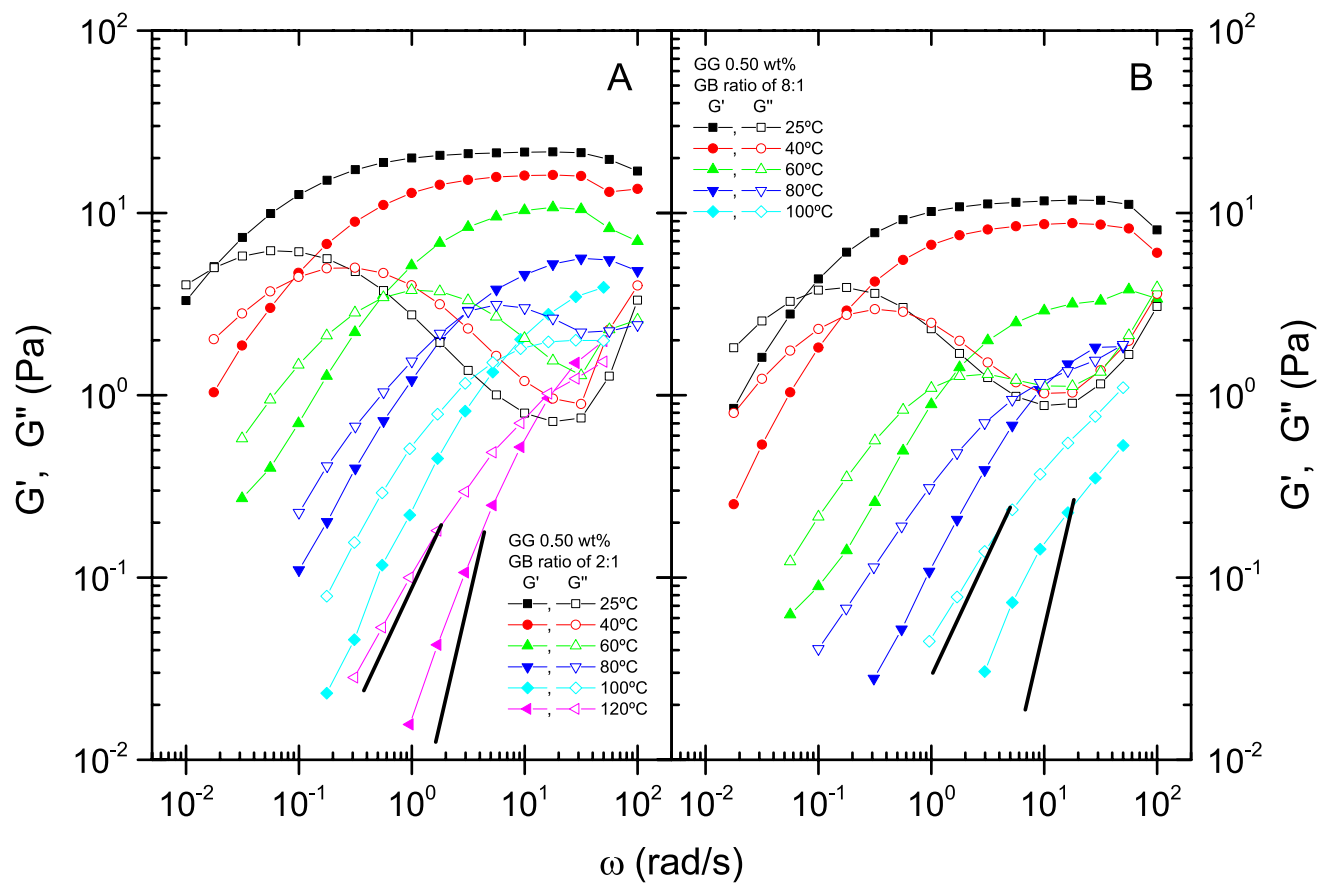 10²
10¹
10⁰
10⁻¹
10⁻²
G', G'' (Pa)
A
GG 0.50 wt%
GB ratio of 2:1
G' G''
, 25ºC
, 40ºC
, 60ºC
, 80ºC
, 100ºC
, 120ºC
10⁻² 10⁻¹ 10⁰ 10¹ 10²
B
GG 0.50 wt%
GB ratio of 8:1
G' G''
, 25ºC
, 40ºC
, 60ºC
, 80ºC
, 100ºC
10⁻² 10⁻¹ 10⁰ 10¹ 10²
10²
10¹
10⁰
10⁻¹
10⁻²
G', G'' (Pa)
ω (rad/s)